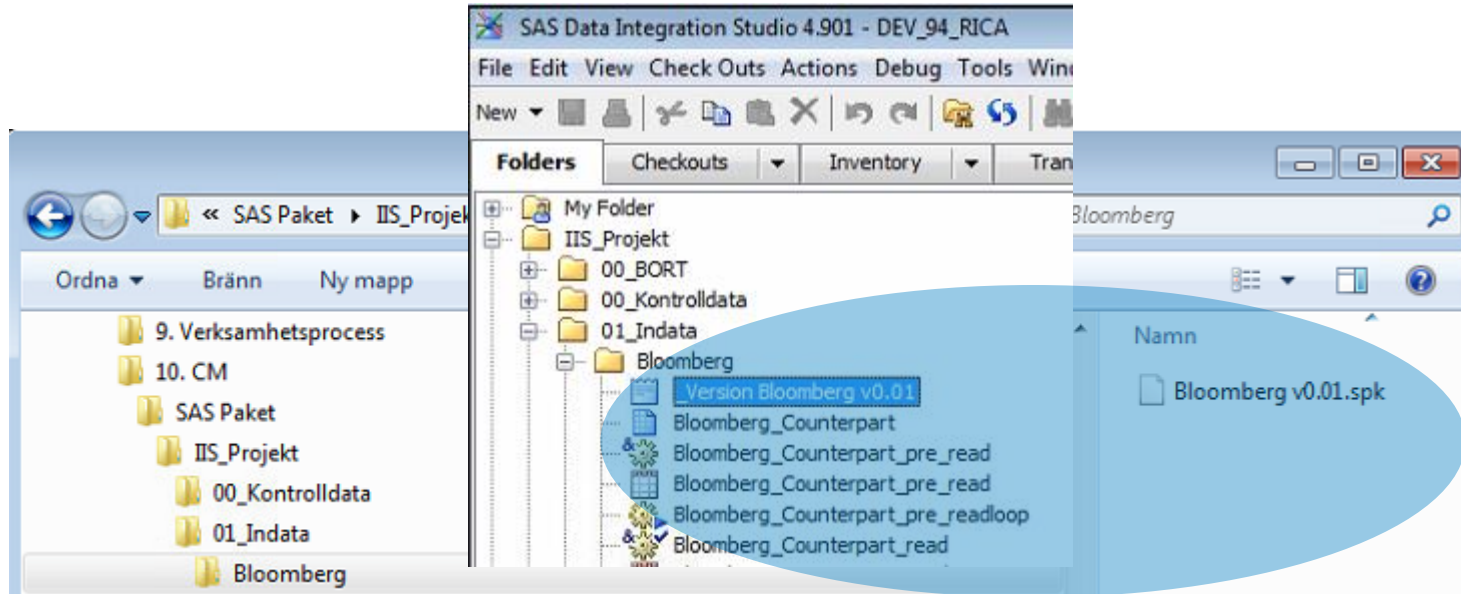 SAS Data Integration Studio 4.901 - DEV_94_RICA
File Edit View Check Outs Actions Debug Tools
New
Folders Checkouts Inventory
My Folder
IIS_Projekt
00_BORT
00_Kontrolldata
01_Indata
Bloomberg
_Version Bloomberg v0.01
Bloomberg_Counterpart
Bloomberg_Counterpart_pre_read
Bloomberg_Counterpart_pre_read
Bloomberg_Counterpart_pre_readloop
Bloomberg_Counterpart_read
« SAS Paket
Ordna Bränn Ny mapp
9. Verksamhetsprocess
10. CM
SAS Paket
IIS_Projekt
00_Kontrolldata
01_Indata
Bloomberg
Bloomberg
Namn
Bloomberg v0.01.spk